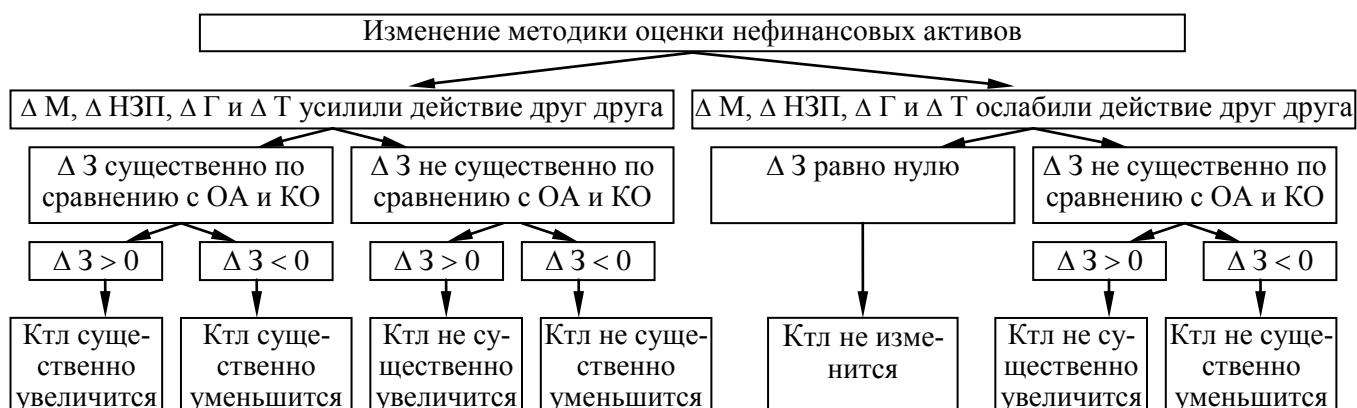 Изменение методики оценки нефинансовых активов
Δ М, Δ НЗП, Δ Г и Δ Т усилили действие друг друга
Δ М, Δ НЗП, Δ Г и Δ Т ослабили действие друг друга
Δ З существенно по
сравнению с ОА и КО
Δ З не существенно по
сравнению с ОА и КО
Δ З равно нулю
Δ З не существенно по
сравнению с ОА и КО
Δ З > 0
Δ З < 0
Δ З > 0
Δ З < 0
Δ З > 0
Δ З < 0
Ктл суще-
ственно
увеличится
Ктл суще-
ственно
уменьшится
Ктл не су-
щественно
увеличится
Ктл не суще-
ственно
уменьшится
Ктл не изме-
нится
Ктл не су-
щественно
увеличится
Ктл не суще-
ственно
уменьшится